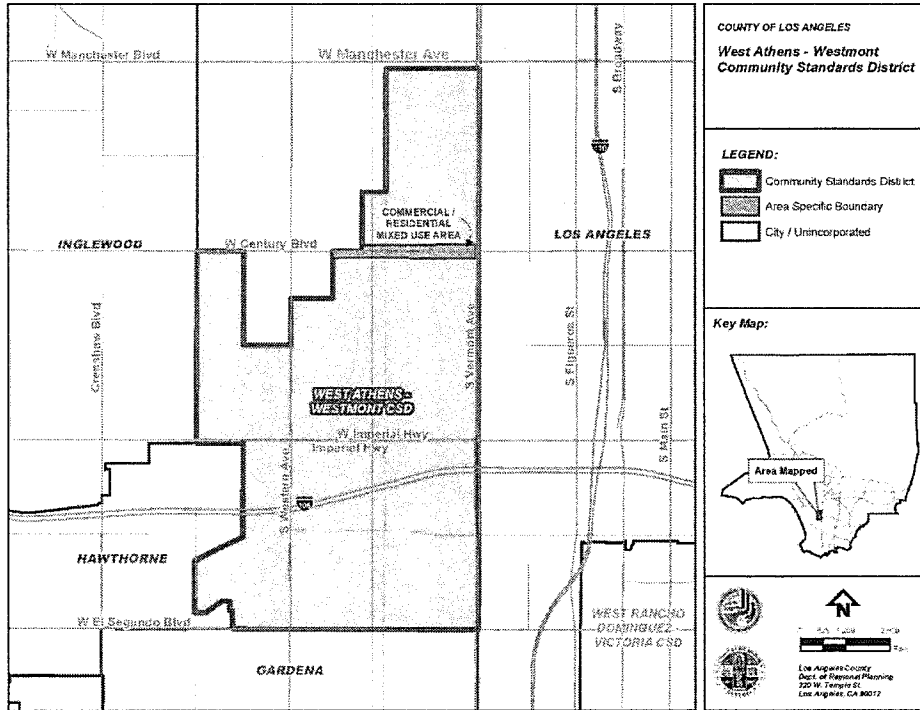 W Manchester Blvd
W Manchester Ave
S Broadway
COMMERCIAL /
RESIDENTIAL
MIXED USE AREA
INGLEWOOD
W Century Blvd
LOS ANGELES
Crenshaw Blvd
S Vermont Ave
S Figueroa St
WEST ATHENS -
WESTMONT CSD
W Imperial Hwy
Imperial Hwy
S Main St
S Western Ave
HAWTHORNE
W El Segundo Blvd
WEST RANCHO
DOMINGUEZ -
VICTORIA CSD
GARDENA
COUNTY OF LOS ANGELES
West Athens - Westmont
Community Standards District
LEGEND:
Community Standards District
Area Specific Boundary
City / Unincorporated
Key Map:
Area Mapped
N
Los Angeles County
Dept. of Regional Planning
320 W. Temple St.
Los Angeles, CA 90012